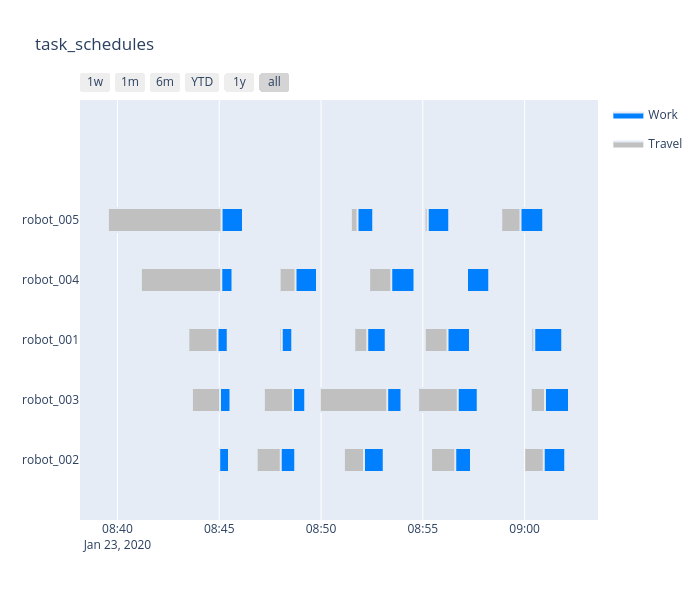 task_schedules
1w 1m 6m YTD 1y all
Work
Travel
robot_005
robot_004
robot_001
robot_003
robot_002
08:40 08:45 08:50 08:55 09:00
Jan 23, 2020